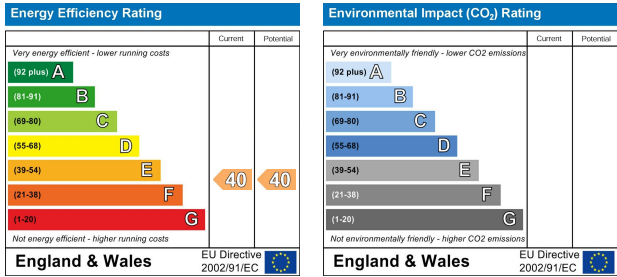 Energy Efficiency Rating
Current Potential
Very energy efficient - lower running costs
(92 plus) A
(81-91) B
(69-80) C
(55-68) D
(39-54) E
40 40
(21-38) F
(1-20) G
Not energy efficient - higher running costs
England & Wales
EU Directive
2002/91/EC
Environmental Impact (CO₂) Rating
Current Potential
Very environmentally friendly - lower CO2 emissions
(92 plus) A
(81-91) B
(69-80) C
(55-68) D
(39-54) E
(21-38) F
(1-20) G
Not environmentally friendly - higher CO2 emissions
England & Wales
EU Directive
2002/91/EC